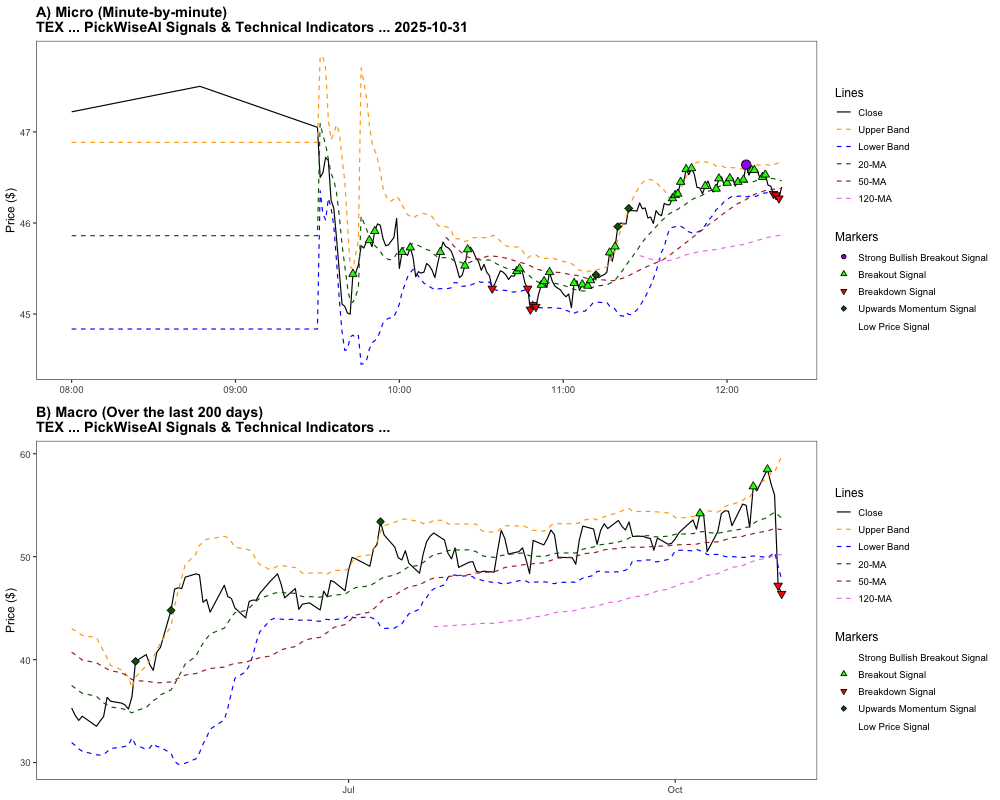 A) Micro (Minute-by-minute)
TEX ... PickWiseAI Signals & Technical Indicators ... 2025-10-31
Price ($)
47
46
45
08:00 09:00 10:00 11:00 12:00
Lines
Close
Upper Band
Lower Band
20-MA
50-MA
120-MA
Markers
Strong Bullish Breakout Signal
Breakout Signal
Breakdown Signal
Upwards Momentum Signal
Low Price Signal
B) Macro (Over the last 200 days)
TEX ... PickWiseAI Signals & Technical Indicators ...
Price ($)
60
50
40
30
Jul Oct
Lines
Close
Upper Band
Lower Band
20-MA
50-MA
120-MA
Markers
Strong Bullish Breakout Signal
Breakout Signal
Breakdown Signal
Upwards Momentum Signal
Low Price Signal